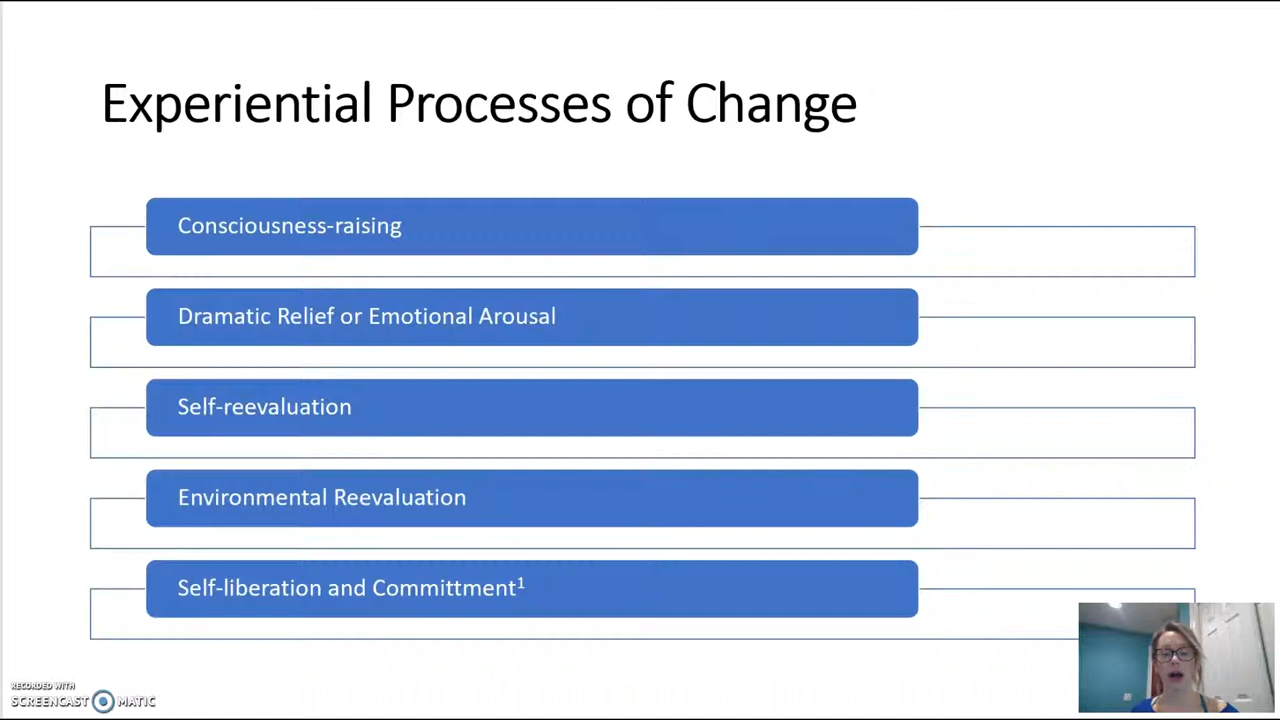 Experiential Processes of Change
Consciousness-raising
Dramatic Relief or Emotional Arousal
Self-reevaluation
Environmental Reevaluation
Self-liberation and Committment¹
RECORDED WITH
SCREENCAST MATIC